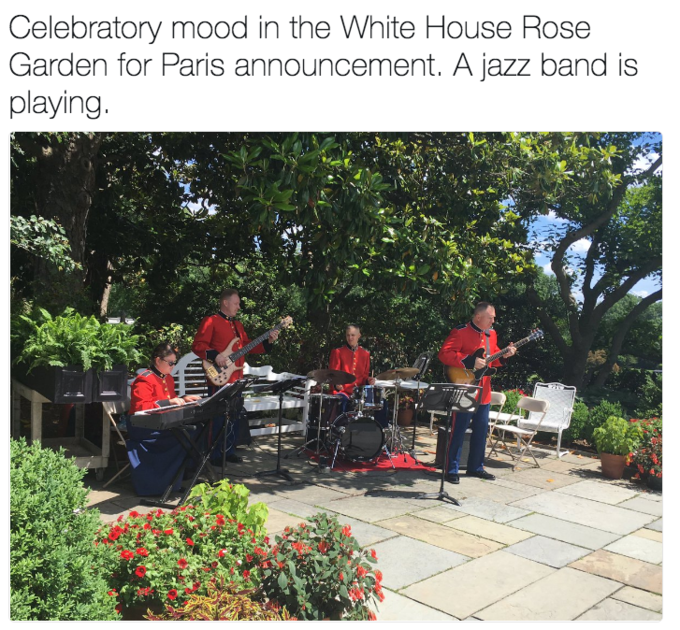 Celebratory mood in the White House Rose
Garden for Paris announcement. A jazz band is
playing.